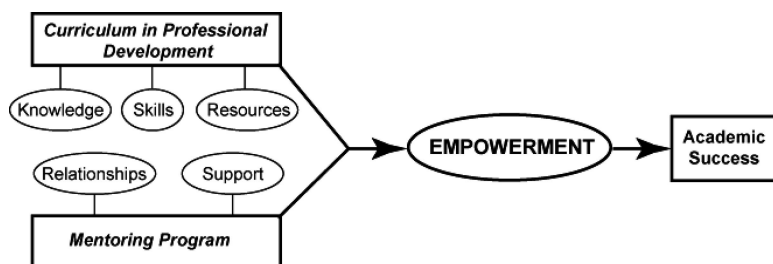 Curriculum in Professional
Development
Knowledge
Skills
Resources
EMPOWERMENT
Academic
Success
Relationships
Support
Mentoring Program